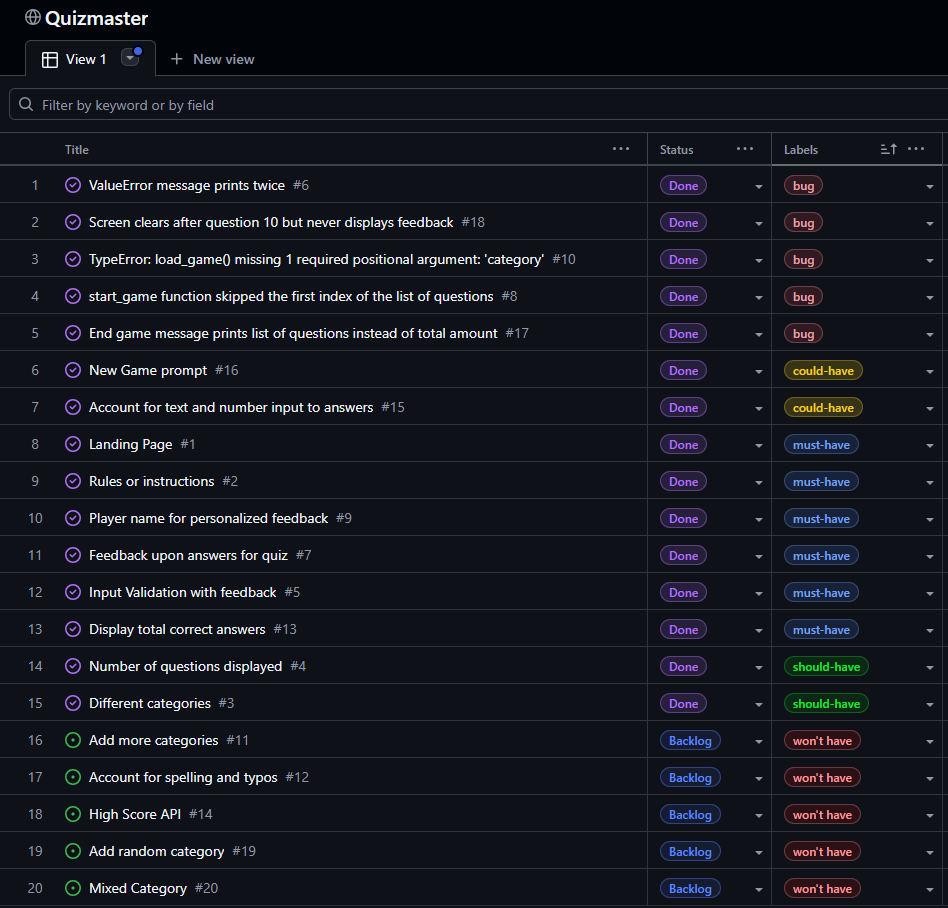 Quizmaster
View 1 New view
Filter by keyword or by field
Title Status Labels
1 ValueError message prints twice #6 Done bug
2 Screen clears after question 10 but never displays feedback #18 Done bug
3 TypeError: load_game() missing 1 required positional argument: 'category' #10 Done bug
4 start_game function skipped the first index of the list of questions #8 Done bug
5 End game message prints list of questions instead of total amount #17 Done bug
6 New Game prompt #16 Done could-have
7 Account for text and number input to answers #15 Done could-have
8 Landing Page #1 Done must-have
9 Rules or instructions #2 Done must-have
10 Player name for personalized feedback #9 Done must-have
11 Feedback upon answers for quiz #7 Done must-have
12 Input Validation with feedback #5 Done must-have
13 Display total correct answers #13 Done must-have
14 Number of questions displayed #4 Done should-have
15 Different categories #3 Done should-have
16 Add more categories #11 Backlog won't have
17 Account for spelling and typos #12 Backlog won't have
18 High Score API #14 Backlog won't have
19 Add random category #19 Backlog won't have
20 Mixed Category #20 Backlog won't have